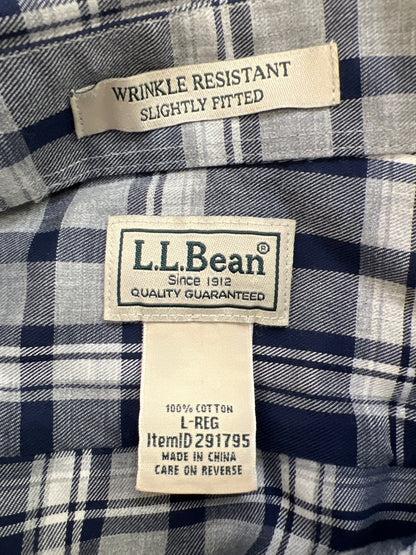 WRINKLE RESISTANT
SLIGHTLY FITTED
L.L.Bean®
Since 1912
QUALITY GUARANTEED
100% COTTON
L-REG
ItemID 291795
MADE IN CHINA
CARE ON REVERSE